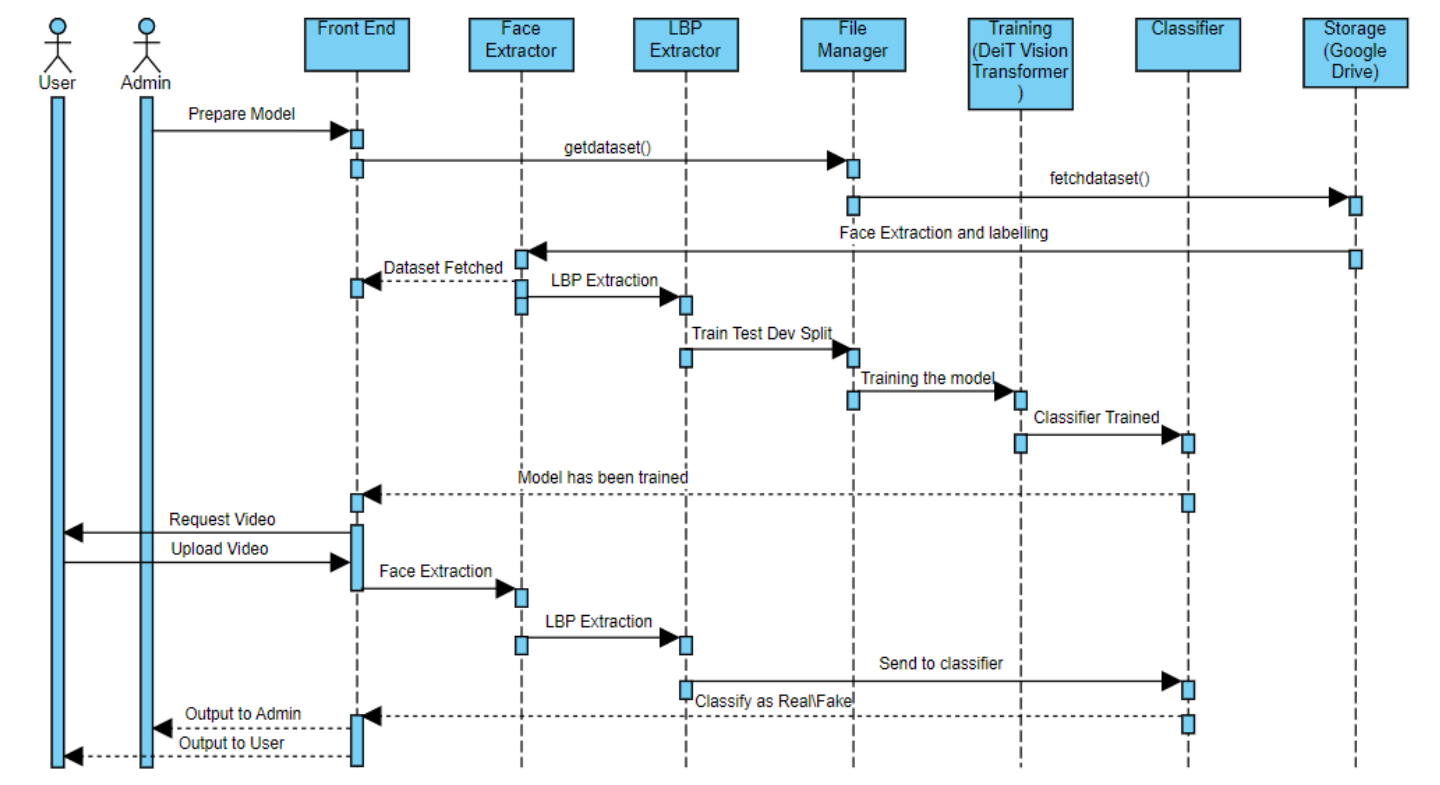 Front End
Face
Extractor
LBP
Extractor
File
Manager
Training
(DeiT Vision
Transformer
)
Classifier
Storage
(Google
Drive)
User
Admin
Prepare Model
getdataset()
fetchdataset()
Face Extraction and labelling
Dataset Fetched
LBP Extraction
Train Test Dev Split
Training the model
Classifier Trained
Model has been trained
Request Video
Upload Video
Face Extraction
LBP Extraction
Send to classifier
Classify as Real\Fake
Output to Admin
Output to User